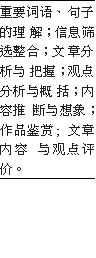 重要词语、句子
的理解；信息筛
选整合；文章分
析与把握；观点
分析与概括；内
容推断与想象；
作品鉴赏；文章
内容与观点评
价。